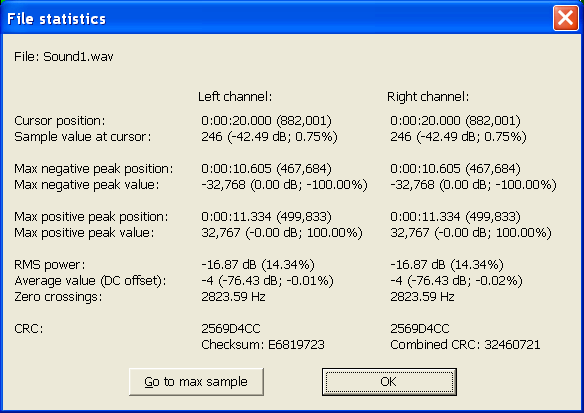 File statistics
File: Sound1.wav
Left channel: Right channel:
Cursor position: 0:00:20.000 (882,001) 0:00:20.000 (882,001)
Sample value at cursor: 246 (-42.49 dB; 0.75%) 246 (-42.49 dB; 0.75%)
Max negative peak position: 0:00:10.605 (467,684) 0:00:10.605 (467,684)
Max negative peak value: -32,768 (0.00 dB; -100.00%) -32,768 (0.00 dB; -100.00%)
Max positive peak position: 0:00:11.334 (499,833) 0:00:11.334 (499,833)
Max positive peak value: 32,767 (-0.00 dB; 100.00%) 32,767 (-0.00 dB; 100.00%)
RMS power: -16.87 dB (14.34%) -16.87 dB (14.34%)
Average value (DC offset): -4 (-76.43 dB; -0.01%) -4 (-76.43 dB; -0.02%)
Zero crossings: 2823.59 Hz 2823.59 Hz
CRC: 2569D4CC 2569D4CC
Checksum: E6819723 Combined CRC: 32460721
Go to max sample OK